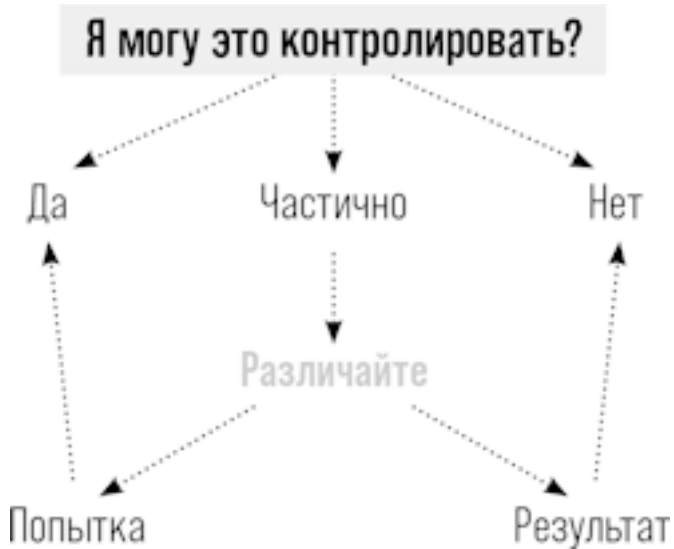 Я могу это контролировать?
Да
Частично
Нет
Различайте
Попытка
Результат